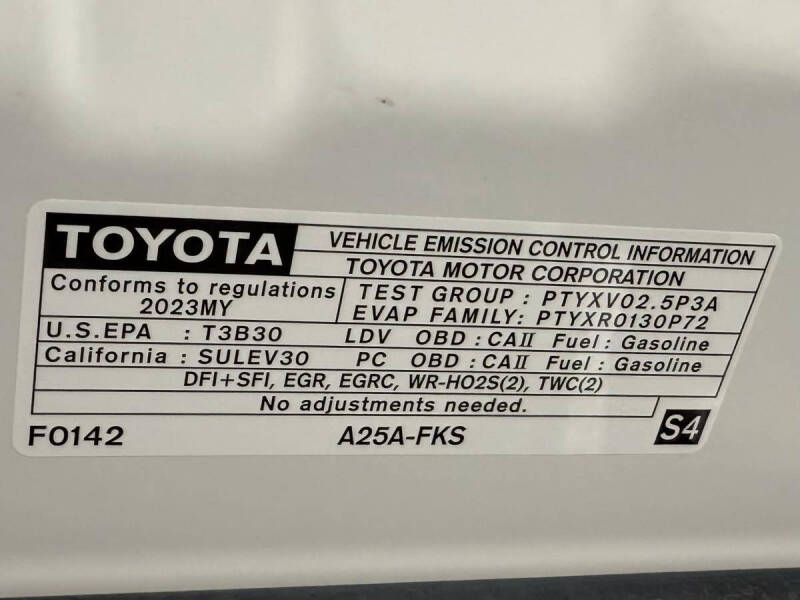 TOYOTA
VEHICLE EMISSION CONTROL INFORMATION
TOYOTA MOTOR CORPORATION
Conforms to regulations
2023MY
TEST GROUP : PTYXV02.5P3A
EVAP FAMILY: PTYXR0130P72
U.S.EPA : T3B30 LDV OBD : CAII Fuel : Gasoline
California : SULEV30 PC OBD : CAII Fuel : Gasoline
DFI+SFI, EGR, EGRC, WR-HO2S(2), TWC(2)
No adjustments needed.
F0142 A25A-FKS S4